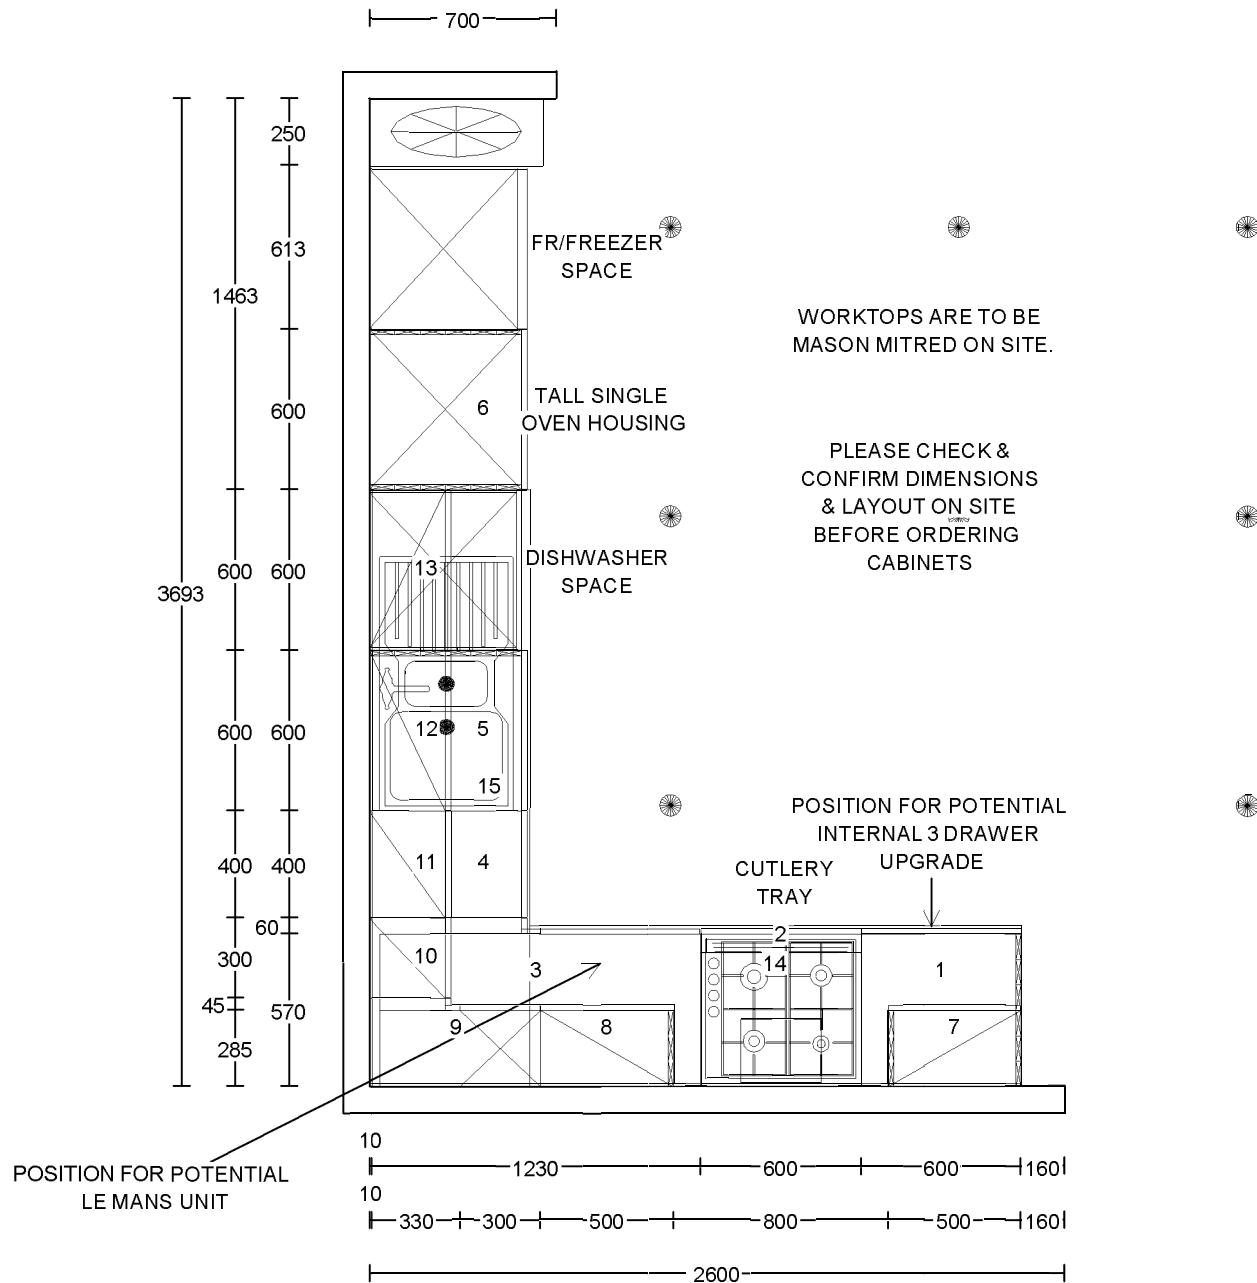 700
250
613
FR/FREEZER
SPACE
1463
WORKTOPS ARE TO BE
MASON MITRED ON SITE.
600
6
TALL SINGLE
OVEN HOUSING
PLEASE CHECK &
CONFIRM DIMENSIONS
& LAYOUT ON SITE
BEFORE ORDERING
CABINETS
3693
600
600
13
DISHWASHER
SPACE
600
600
12
5
15
400
400
11
4
POSITION FOR POTENTIAL
INTERNAL 3 DRAWER
UPGRADE
CUTLERY
TRAY
60
2
300
10
3
14
1
45
570
9
8
7
285
POSITION FOR POTENTIAL
LE MANS UNIT
10
1230
600
600
160
10
330
300
500
800
500
160
2600